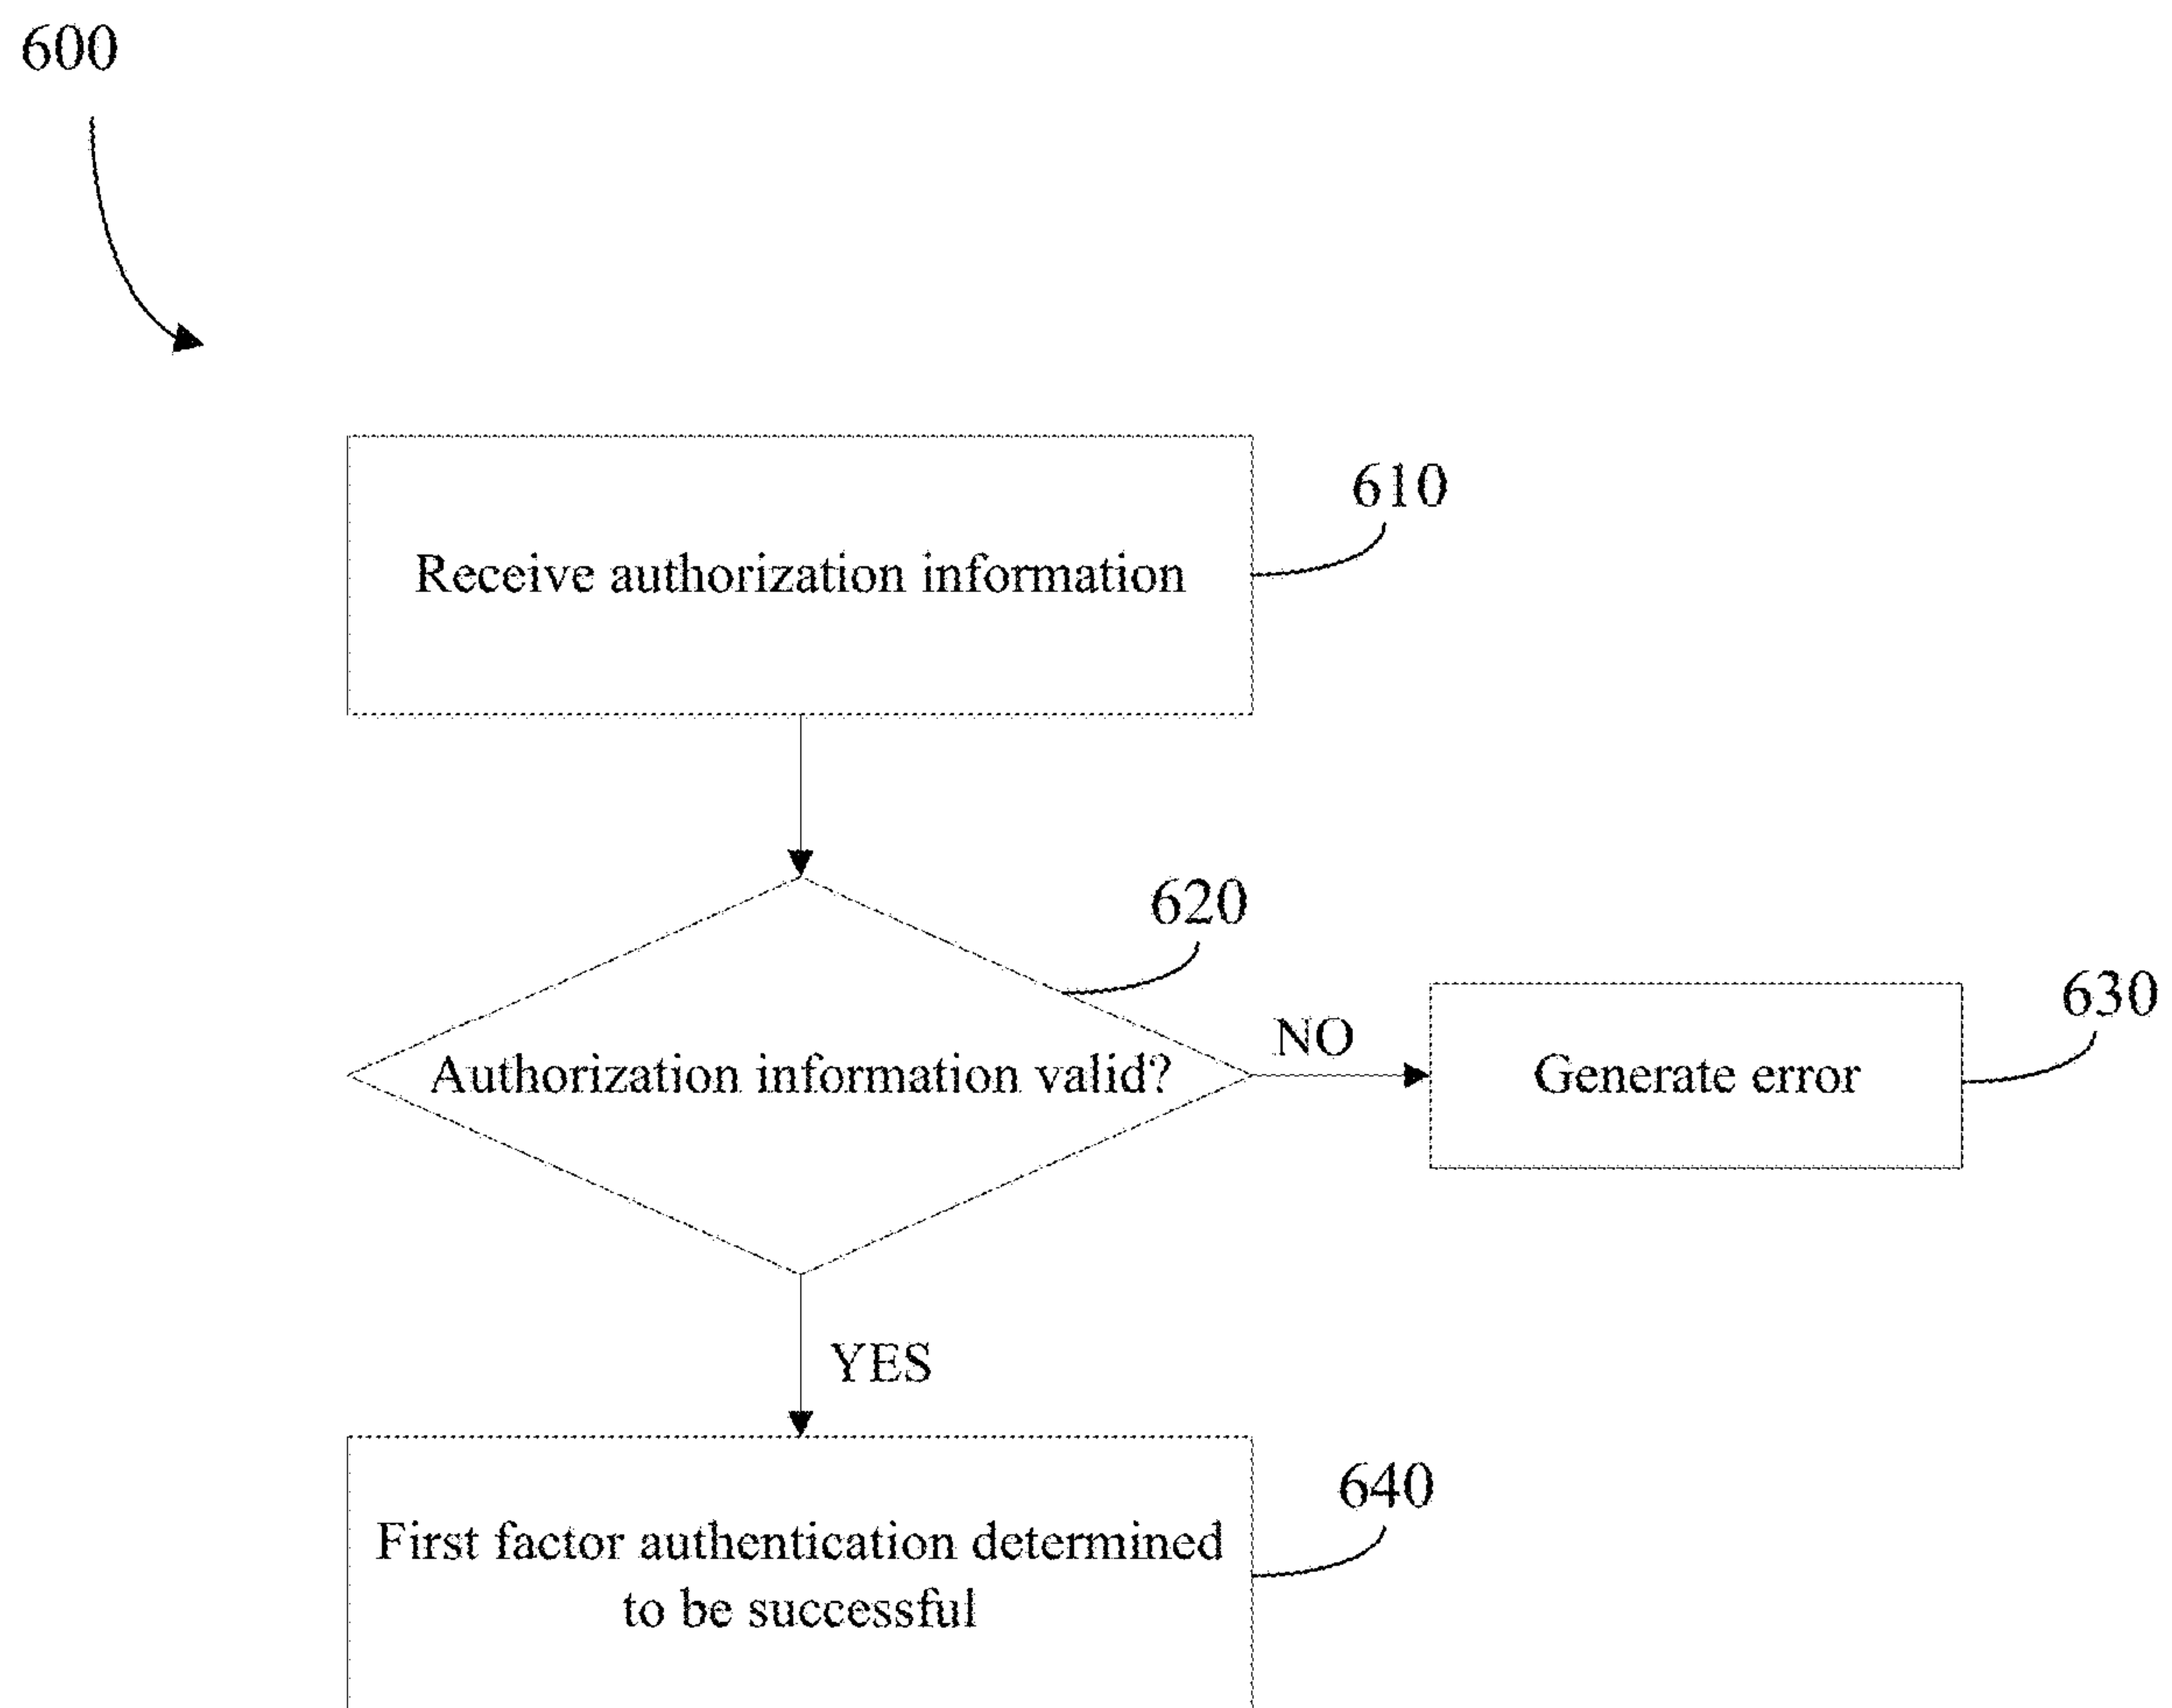 600
610
Receive authorization information
620
Authorization information valid?
NO
630
Generate error
YES
640
First factor authentication determined
to be successful